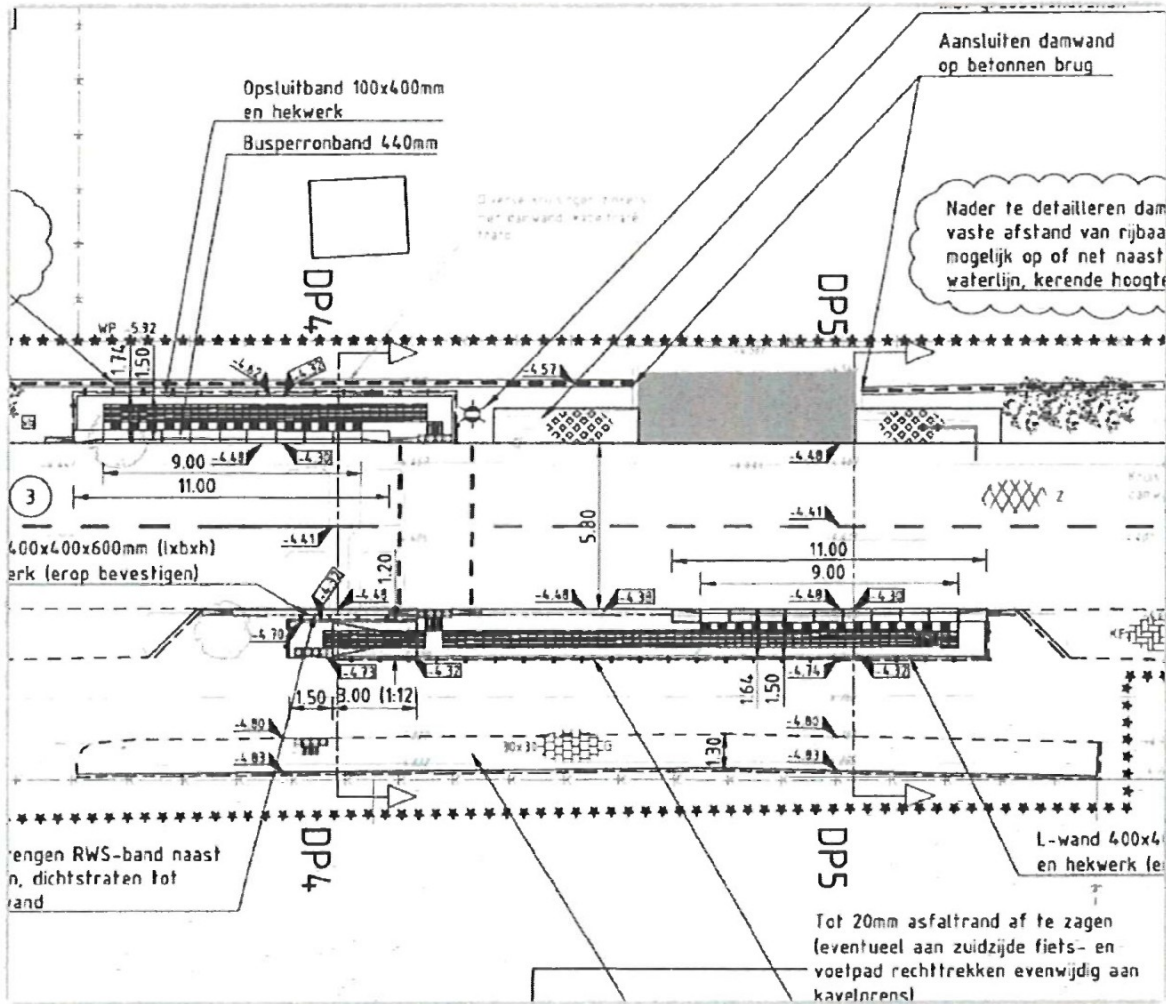 Aansluiten damwand
op betonnen brug
Opsluitband 100x400mm
en hekwerk
Busperronband 440mm
Nader te detailleren dam
vaste afstand van rijbaa
mogelijk op of net naast
waterlijn, kerende hoogte
DP4
DP5
WP -5.92
1.74
1.50
-4.62
-4.32
-4.57
-4.48
-4.30
-4.48
9.00
11.00
3
-4.41
5.80
-4.41
Z
400x400x600mm (lxbxh)
erk (erop bevestigen)
1.20
11.00
9.00
-4.32
-4.48
-4.48
-4.38
-4.48
-4.30
-4.70
KF
-4.73
-4.32
1.64
1.50
-4.74
-4.32
1.50
3.00 (1:12)
-4.80
-4.83
30x30
G
1.30
-4.80
-4.83
DP4
DP5
rengen RWS-band naast
n, dichtstraten tot
wand
L-wand 400x4
en hekwerk (e
Tot 20mm asfaltrand af te zagen
(eventueel aan zuidzijde fiets- en
voetpad rechttrekken evenwijdig aan
kavelgrens)